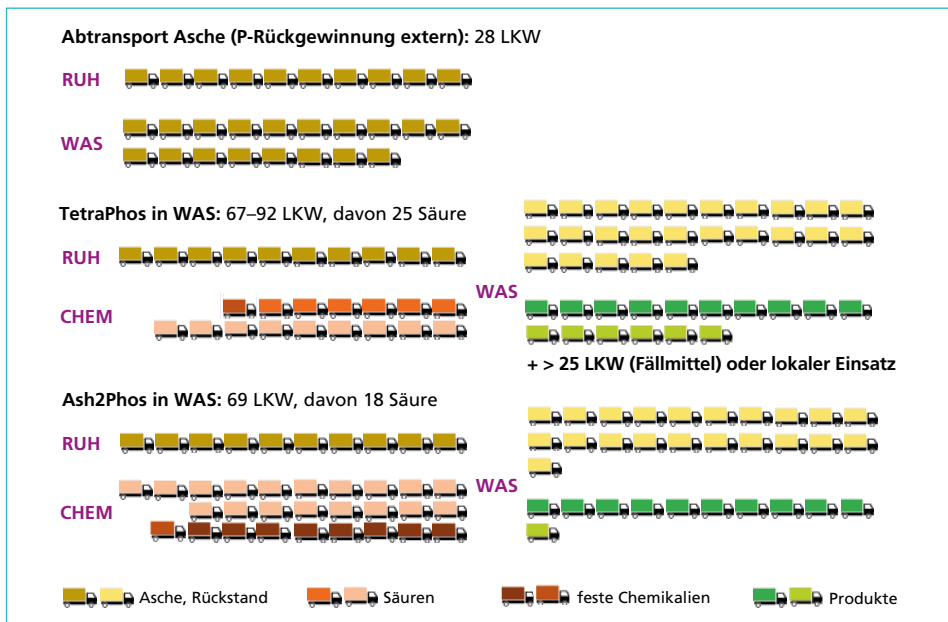 Abtransport Asche (P-Rückgewinnung extern): 28 LKW
RUH
WAS
TetraPhos in WAS: 67–92 LKW, davon 25 Säure
RUH
CHEM
WAS
+ > 25 LKW (Fällmittel) oder lokaler Einsatz
Ash2Phos in WAS: 69 LKW, davon 18 Säure
RUH
CHEM
WAS
Asche, Rückstand
Säuren
feste Chemikalien
Produkte